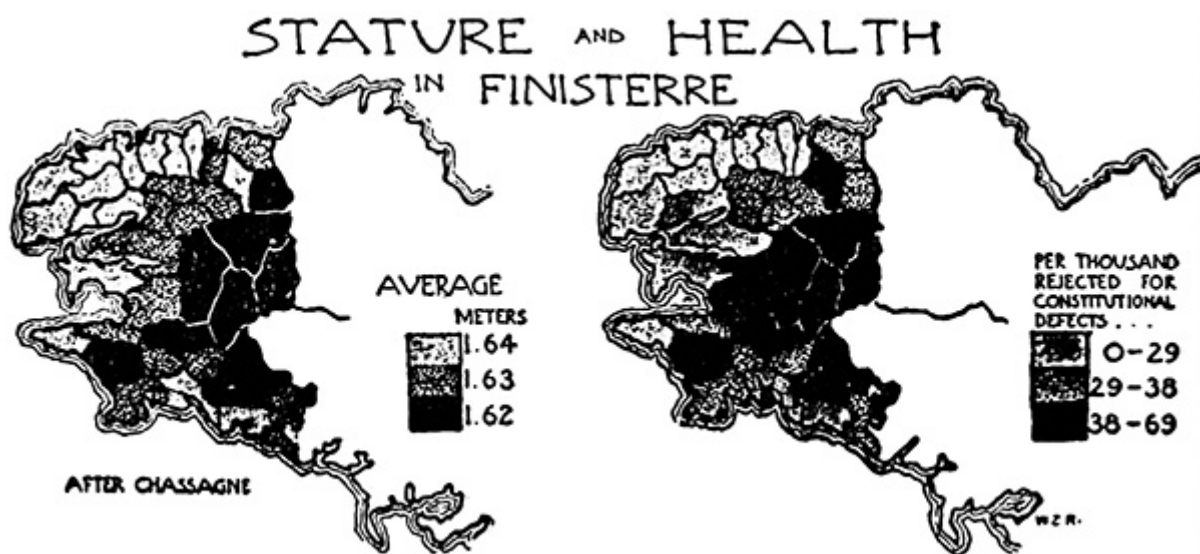 STATURE AND HEALTH
IN FINISTERRE
AVERAGE
METERS
1.64
1.63
1.62
AFTER CHASSAGNE
PER THOUSAND
REJECTED FOR
CONSTITUTIONAL
DEFECTS . . .
0–29
29–38
38–69
W.Z.R.